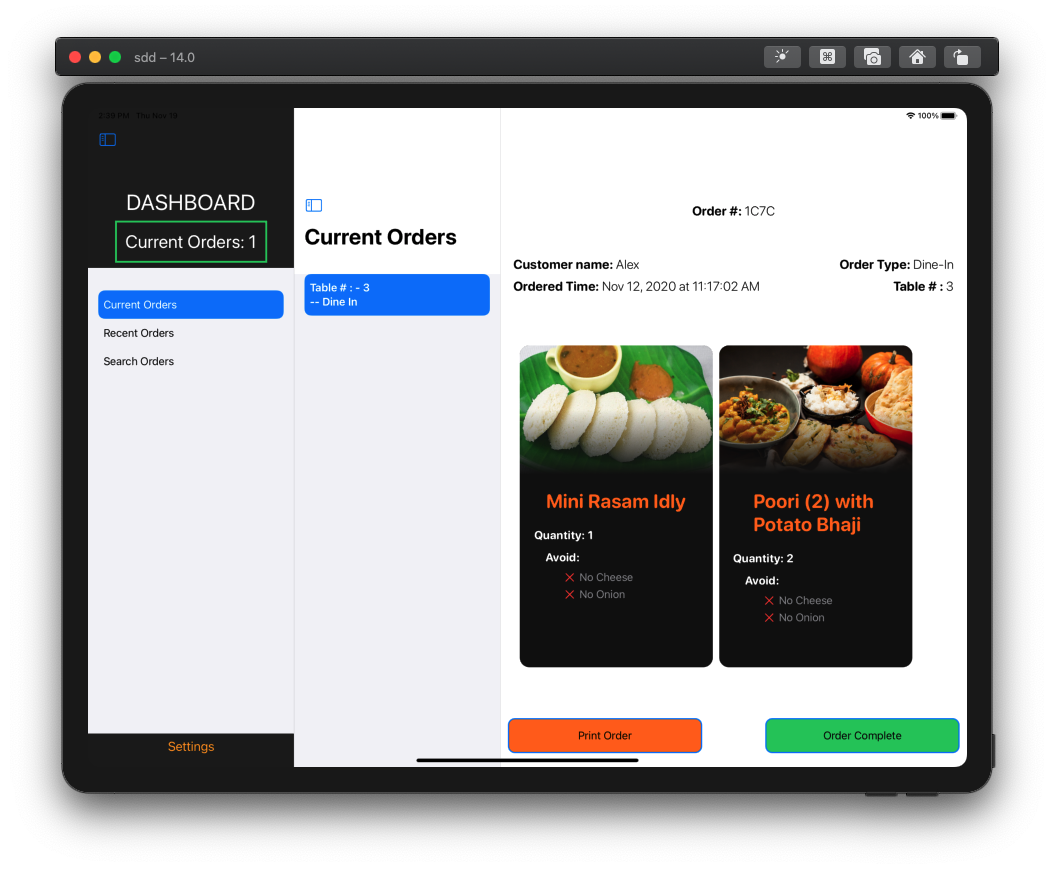 sdd – 14.0
2:39 PM Thu Nov 19
100%
DASHBOARD
Current Orders: 1
Current Orders
Recent Orders
Search Orders
Settings
Current Orders
Table # : - 3
-- Dine In
Order #: 1C7C
Customer name: Alex
Order Type: Dine-In
Ordered Time: Nov 12, 2020 at 11:17:02 AM
Table # : 3
Mini Rasam Idly
Quantity: 1
Avoid:
No Cheese
No Onion
Poori (2) with
Potato Bhaji
Quantity: 2
Avoid:
No Cheese
No Onion
Print Order
Order Complete